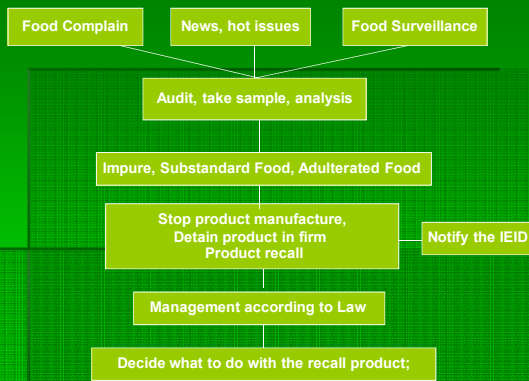 Food Complain
News, hot issues
Food Surveillance
Audit, take sample, analysis
Impure, Substandard Food, Adulterated Food
Stop product manufacture,
Detain product in firm
Product recall
Notify the IEID
Management according to Law
Decide what to do with the recall product;